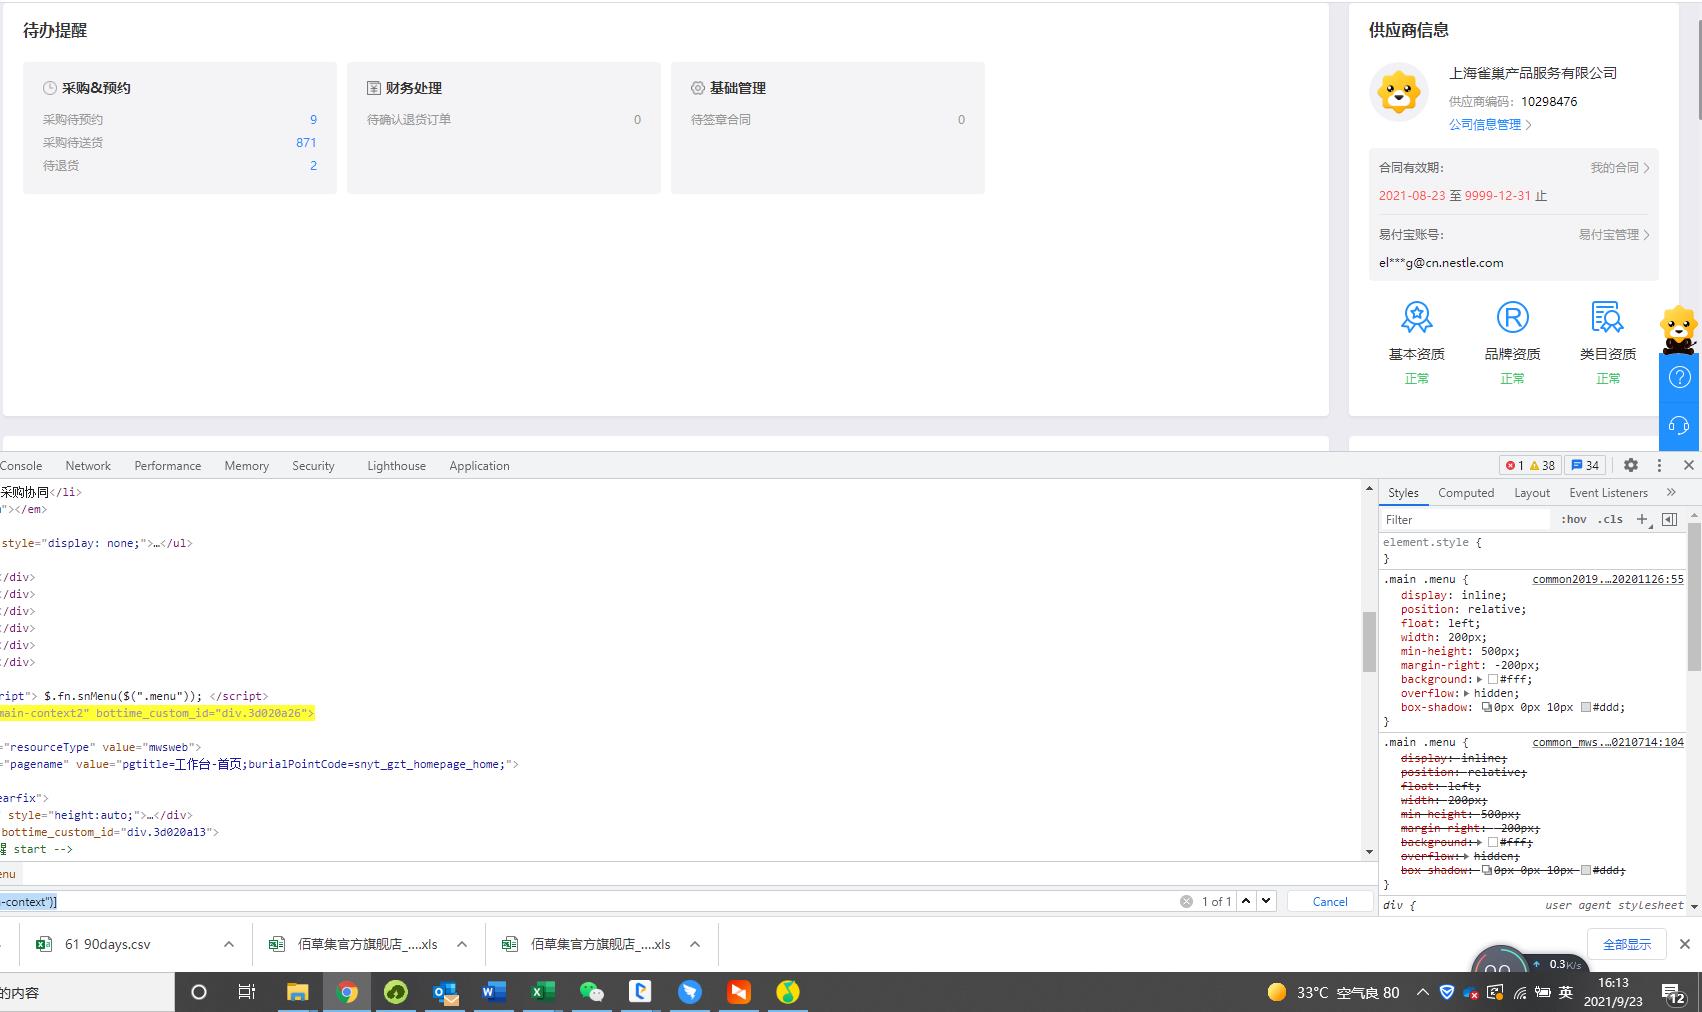 待办提醒
采购&预约
采购待预约 9
采购待送货 871
待退货 2
财务处理
待确认退货订单 0
基础管理
待签章合同 0
供应商信息
上海雀巢产品服务有限公司
供应商编码: 10298476
公司信息管理 >
合同有效期: 我的合同 >
2021-08-23 至 9999-12-31 止
易付宝账号: 易付宝管理 >
el***g@cn.nestle.com
基本资质 品牌资质 类目资质
正常 正常 正常
Console Network Performance Memory Security Lighthouse Application
1 38 34
采购协同</li>
"></em>
style="display: none;">…</ul>
</div>
</div>
</div>
</div>
</div>
</div>
ript"> $.fn.snMenu($(".menu")); </script>
main-context2" bottime_custom_id="div.3d020a26">
="resourceType" value="mwsweb">
="pagename" value="pgtitle=工作台-首页;burialPointCode=snyt_gzt_homepage_home;">
earfix">
" style="height:auto;">…</div>
bottime_custom_id="div.3d020a13">
start -->
enu
-context")]
1 of 1 Cancel
Styles Computed Layout Event Listeners »
Filter :hov .cls +
element.style {
}
.main .menu { common2019.…20201126:55
display: inline;
position: relative;
float: left;
width: 200px;
min-height: 500px;
margin-right: -200px;
background: #fff;
overflow: hidden;
box-shadow: 0px 0px 10px #ddd;
}
.main .menu { common_mws.…0210714:104
display: inline;
position: relative;
float: left;
width: 200px;
min-height: 500px;
margin-right: -200px;
background: #fff;
overflow: hidden;
box-shadow: 0px 0px 10px #ddd;
}
div { user agent stylesheet
61 90days.csv
佰草集官方旗舰店_....xls
佰草集官方旗舰店_....xls
全部显示
0.3K/s
的内容
33°C 空气良 80
英
16:13
2021/9/23
12